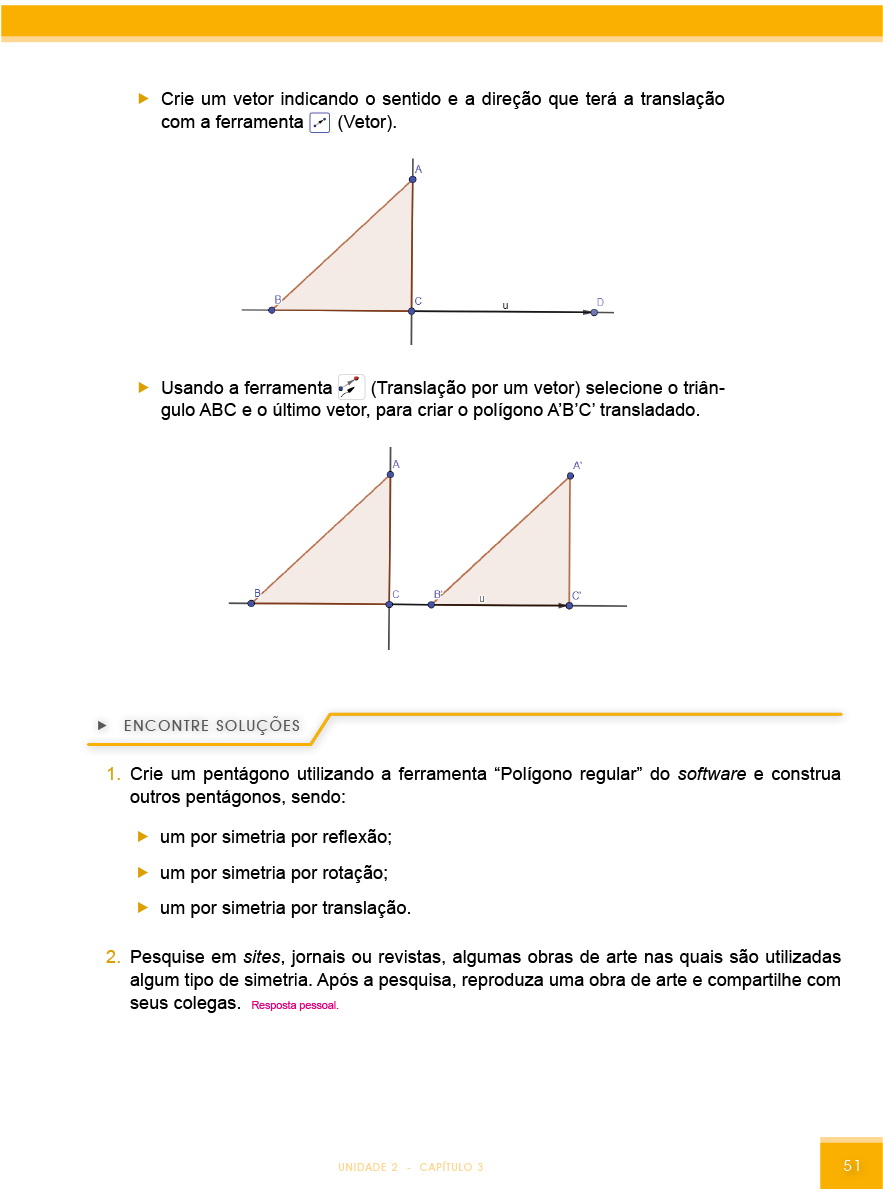 Crie um vetor indicando o sentido e a direção que terá a translação
com a ferramenta (Vetor).
A
B
C
u
D
Usando a ferramenta (Translação por um vetor) selecione o triân-
gulo ABC e o último vetor, para criar o polígono A’B’C’ transladado.
A
A'
B
C
B'
u
C'
ENCONTRE SOLUÇÕES
1. Crie um pentágono utilizando a ferramenta “Polígono regular” do software e construa
outros pentágonos, sendo:
um por simetria por reflexão;
um por simetria por rotação;
um por simetria por translação.
2. Pesquise em sites, jornais ou revistas, algumas obras de arte nas quais são utilizadas
algum tipo de simetria. Após a pesquisa, reproduza uma obra de arte e compartilhe com
seus colegas. Resposta pessoal.
UNIDADE 2 - CAPÍTULO 3
51